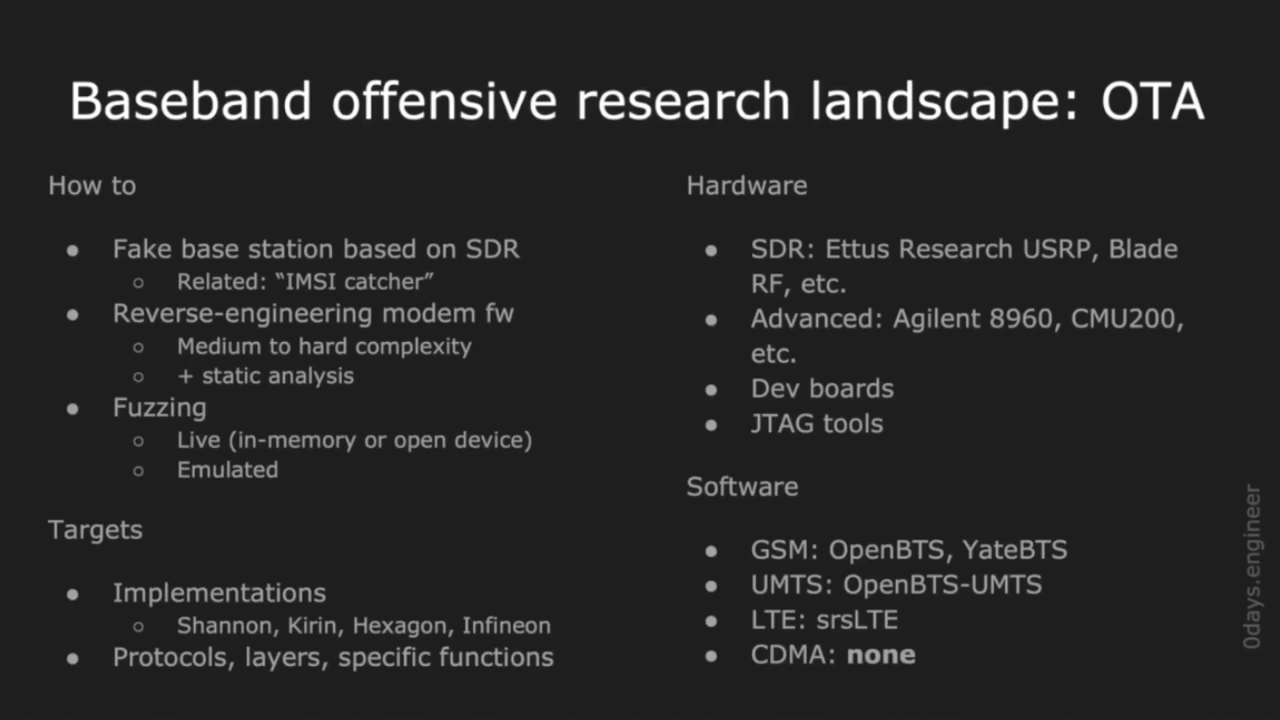 Baseband offensive research landscape: OTA
How to
● Fake base station based on SDR
○ Related: “IMSI catcher”
● Reverse-engineering modem fw
○ Medium to hard complexity
○ + static analysis
● Fuzzing
○ Live (in-memory or open device)
○ Emulated
Targets
● Implementations
○ Shannon, Kirin, Hexagon, Infineon
● Protocols, layers, specific functions
Hardware
● SDR: Ettus Research USRP, Blade
RF, etc.
● Advanced: Agilent 8960, CMU200,
etc.
● Dev boards
● JTAG tools
Software
● GSM: OpenBTS, YateBTS
● UMTS: OpenBTS-UMTS
● LTE: srsLTE
● CDMA: none
0days.engineer